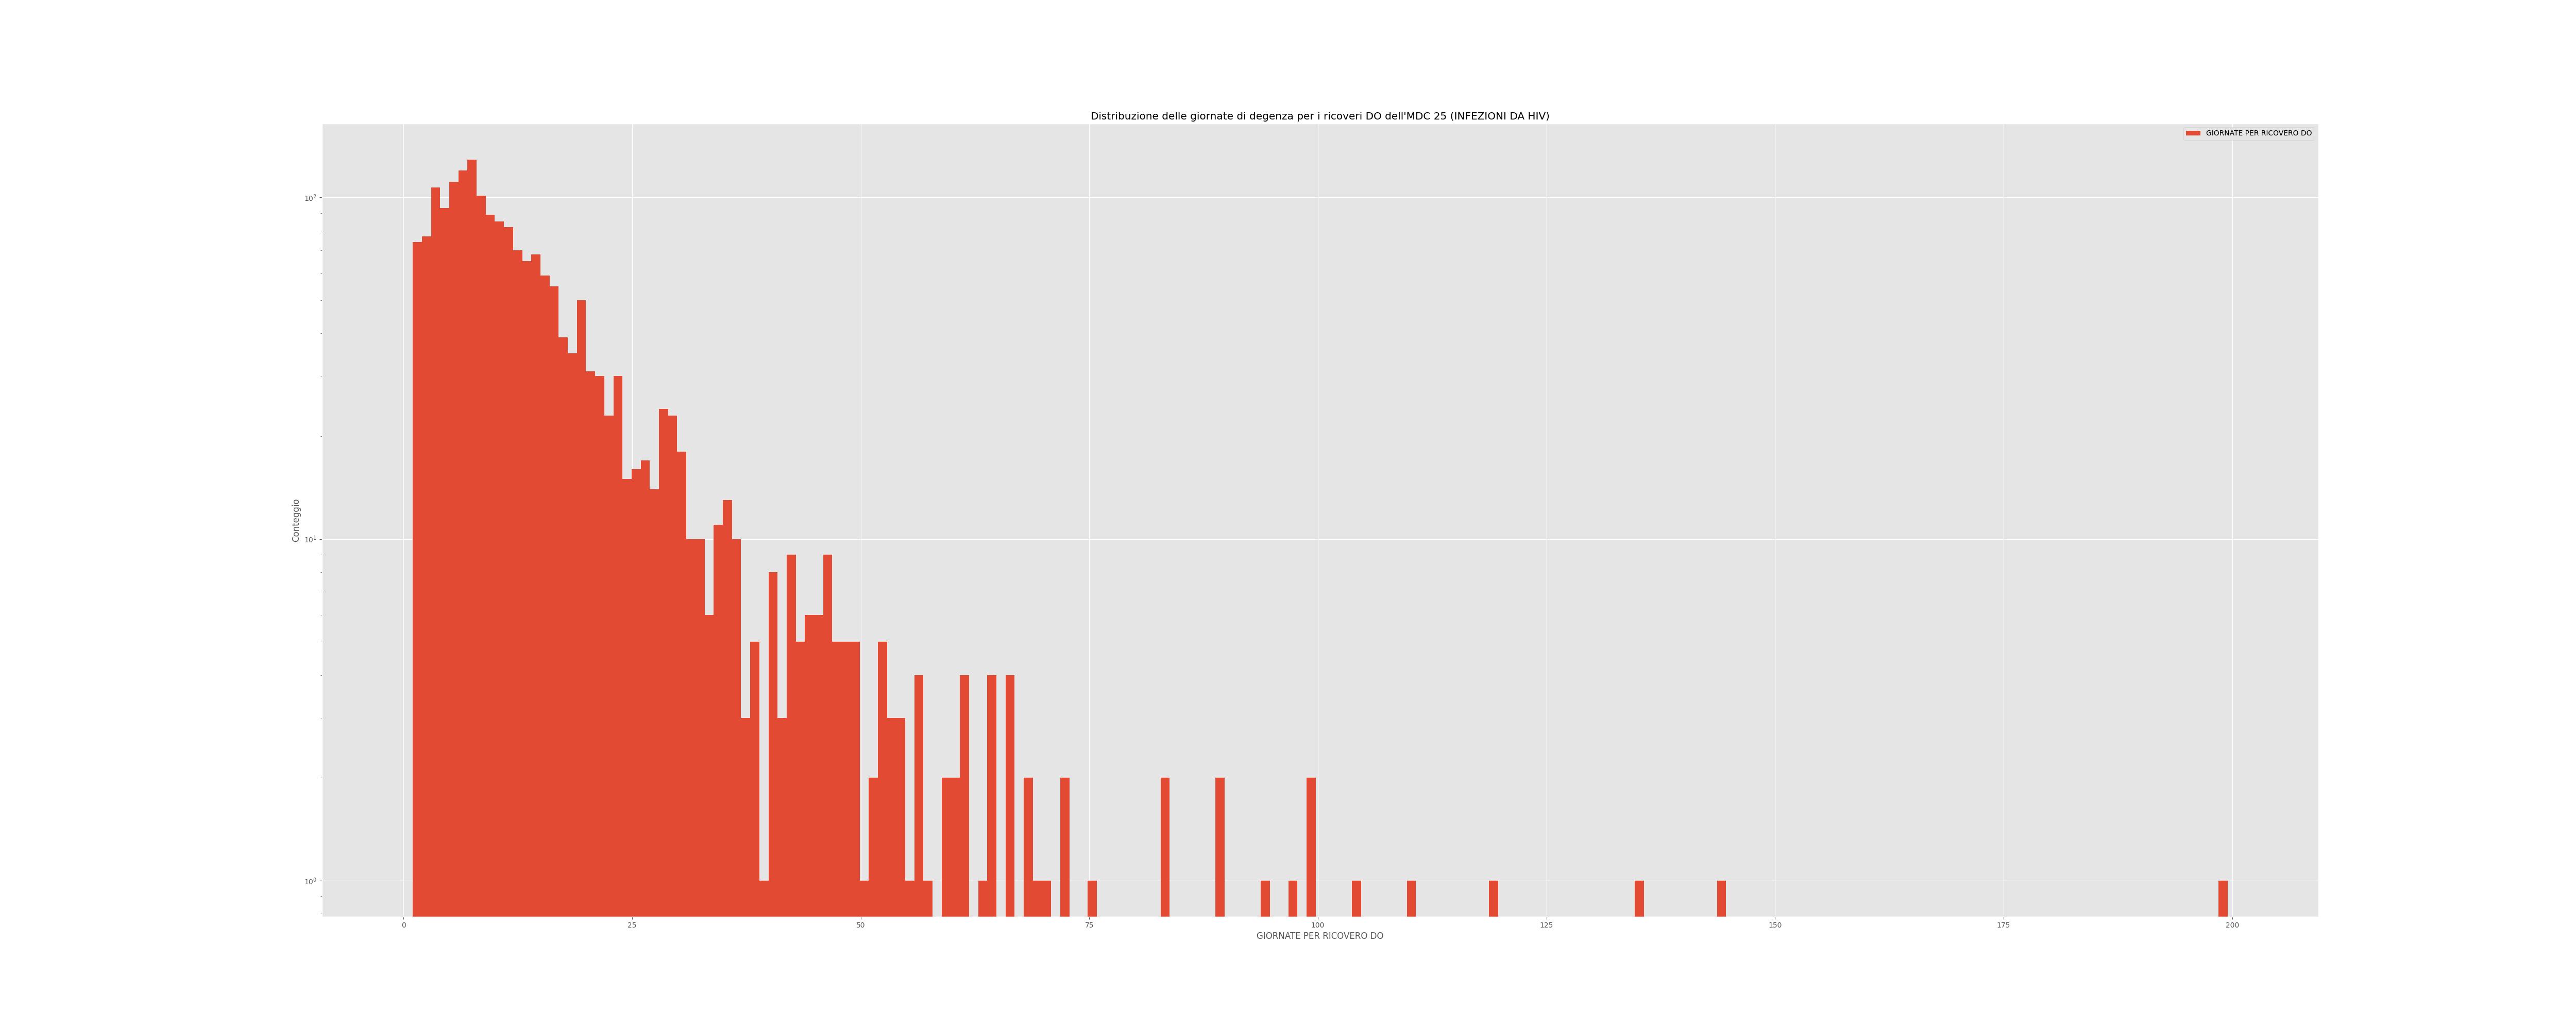 Distribuzione delle giornate di degenza per i ricoveri DO dell'MDC 25 (INFEZIONI DA HIV)
GIORNATE PER RICOVERO DO
10²
10¹
10⁰
Conteggio
0 25 50 75 100 125 150 175 200
GIORNATE PER RICOVERO DO